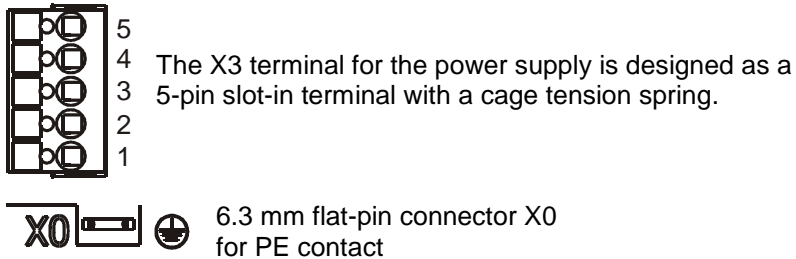 5
4
3
2
1
The X3 terminal for the power supply is designed as a
5-pin slot-in terminal with a cage tension spring.
X0
6.3 mm flat-pin connector X0
for PE contact